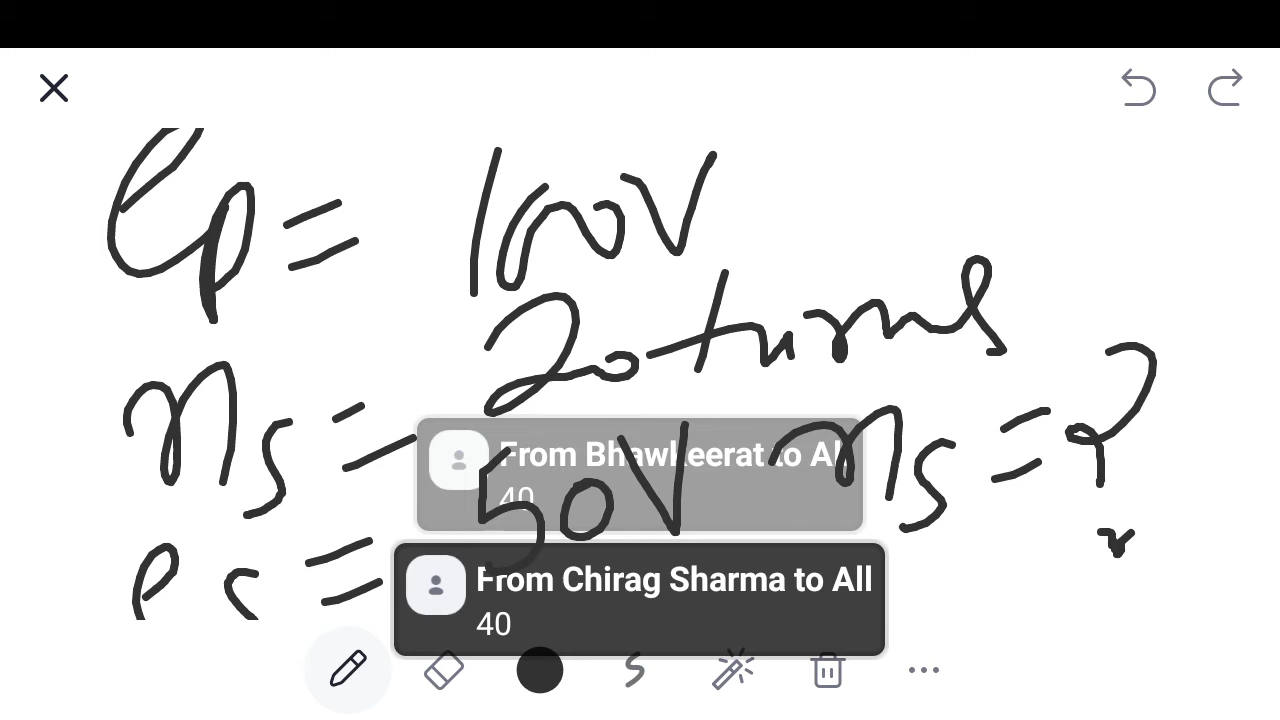 ep = 100V
ns = 20 turns
es = 50V ns = ?
From Bhawkeerat to All
40
From Chirag Sharma to All
40